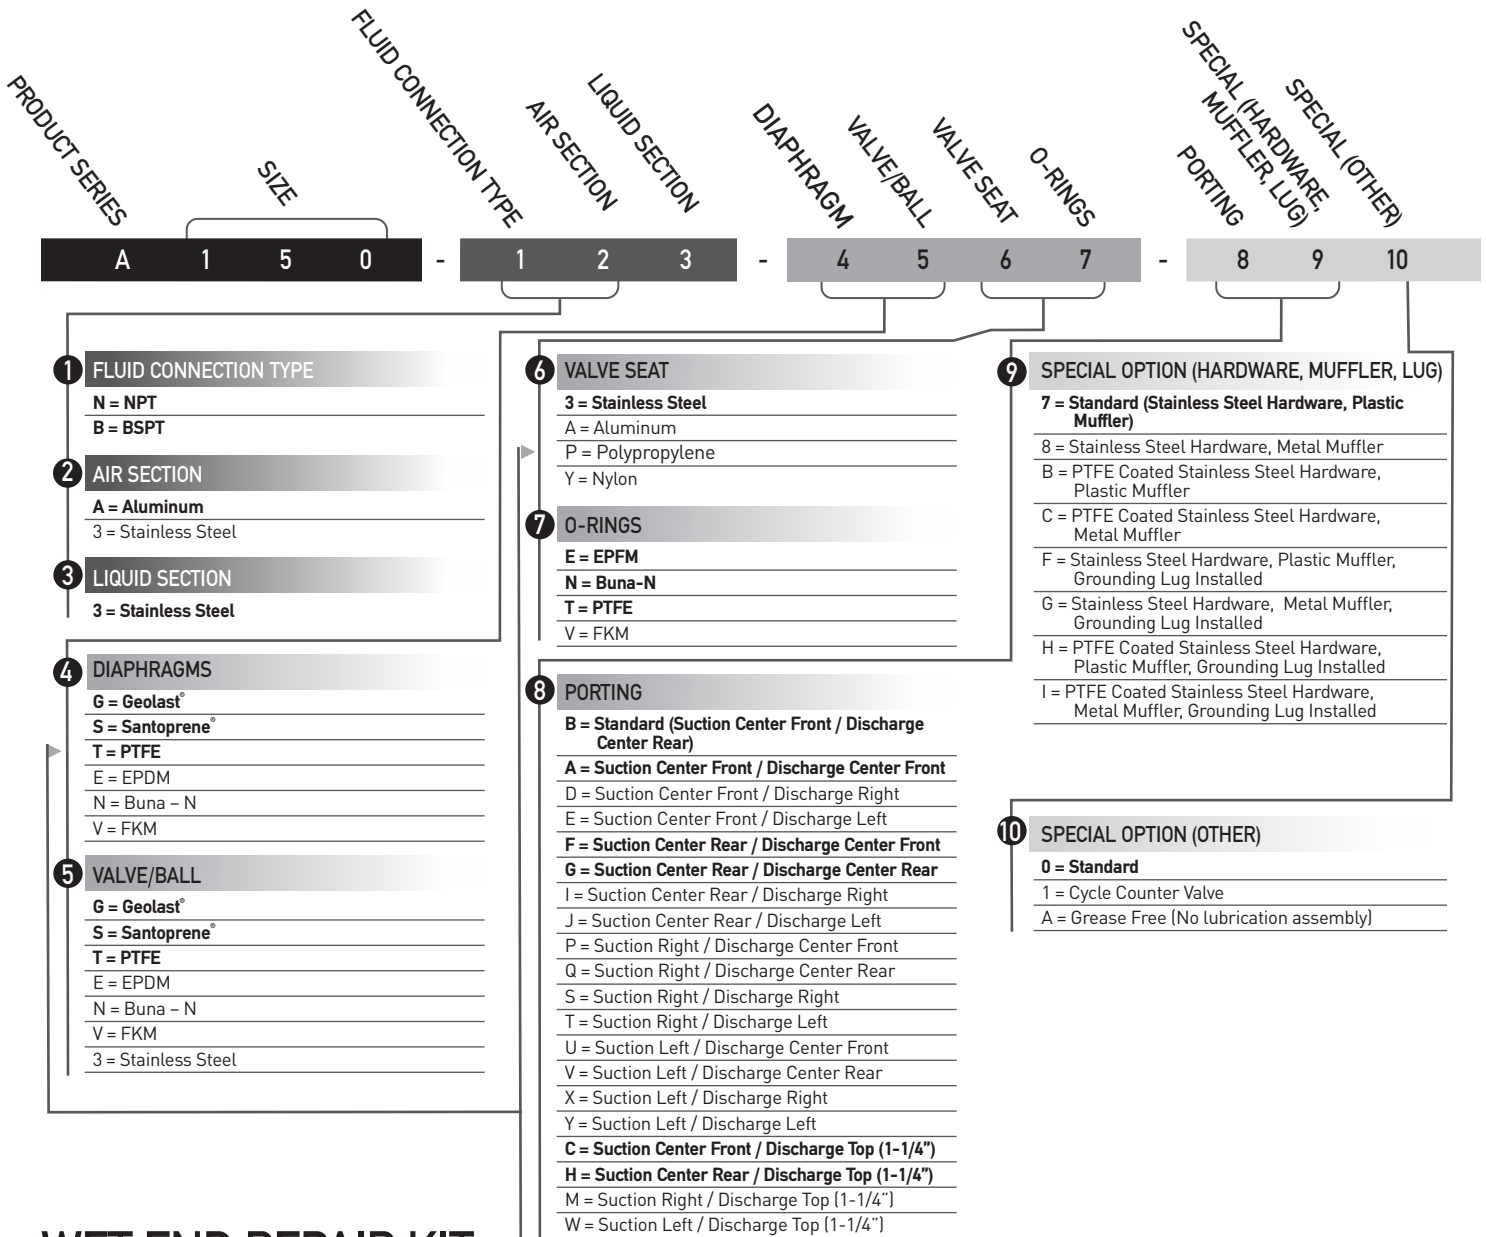 PRODUCT SERIES
SIZE
FLUID CONNECTION TYPE
AIR SECTION
LIQUID SECTION
DIAPHRAGM
VALVE/BALL
VALVE SEAT
O-RINGS
PORTING
SPECIAL (HARDWARE,
MUFFLER, LUG)
SPECIAL (OTHER)
A 1 5 0 - 1 2 3 - 4 5 6 7 - 8 9 10
1 FLUID CONNECTION TYPE
N = NPT
B = BSPT
2 AIR SECTION
A = Aluminum
3 = Stainless Steel
3 LIQUID SECTION
3 = Stainless Steel
4 DIAPHRAGMS
G = Geolast®
S = Santoprene®
T = PTFE
E = EPDM
N = Buna – N
V = FKM
5 VALVE/BALL
G = Geolast®
S = Santoprene®
T = PTFE
E = EPDM
N = Buna – N
V = FKM
3 = Stainless Steel
6 VALVE SEAT
3 = Stainless Steel
A = Aluminum
P = Polypropylene
Y = Nylon
7 O-RINGS
E = EPFM
N = Buna-N
T = PTFE
V = FKM
8 PORTING
B = Standard (Suction Center Front / Discharge
Center Rear)
A = Suction Center Front / Discharge Center Front
D = Suction Center Front / Discharge Right
E = Suction Center Front / Discharge Left
F = Suction Center Rear / Discharge Center Front
G = Suction Center Rear / Discharge Center Rear
I = Suction Center Rear / Discharge Right
J = Suction Center Rear / Discharge Left
P = Suction Right / Discharge Center Front
Q = Suction Right / Discharge Center Rear
S = Suction Right / Discharge Right
T = Suction Right / Discharge Left
U = Suction Left / Discharge Center Front
V = Suction Left / Discharge Center Rear
X = Suction Left / Discharge Right
Y = Suction Left / Discharge Left
C = Suction Center Front / Discharge Top (1-1/4")
H = Suction Center Rear / Discharge Top (1-1/4")
M = Suction Right / Discharge Top (1-1/4")
W = Suction Left / Discharge Top (1-1/4")
9 SPECIAL OPTION (HARDWARE, MUFFLER, LUG)
7 = Standard (Stainless Steel Hardware, Plastic
Muffler)
8 = Stainless Steel Hardware, Metal Muffler
B = PTFE Coated Stainless Steel Hardware,
Plastic Muffler
C = PTFE Coated Stainless Steel Hardware,
Metal Muffler
F = Stainless Steel Hardware, Plastic Muffler,
Grounding Lug Installed
G = Stainless Steel Hardware, Metal Muffler,
Grounding Lug Installed
H = PTFE Coated Stainless Steel Hardware,
Plastic Muffler, Grounding Lug Installed
I = PTFE Coated Stainless Steel Hardware,
Metal Muffler, Grounding Lug Installed
10 SPECIAL OPTION (OTHER)
0 = Standard
1 = Cycle Counter Valve
A = Grease Free (No lubrication assembly)
WET END REPAIR KIT